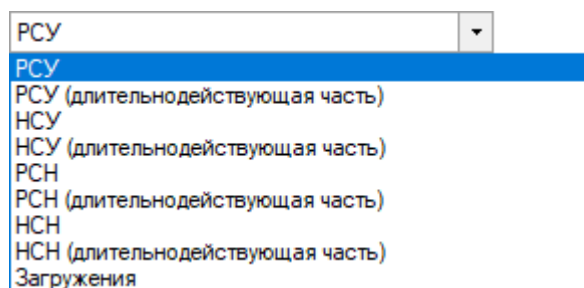 РСУ
РСУ
РСУ (длительнодействующая часть)
НСУ
НСУ (длительнодействующая часть)
РСН
РСН (длительнодействующая часть)
НСН
НСН (длительнодействующая часть)
Загружения